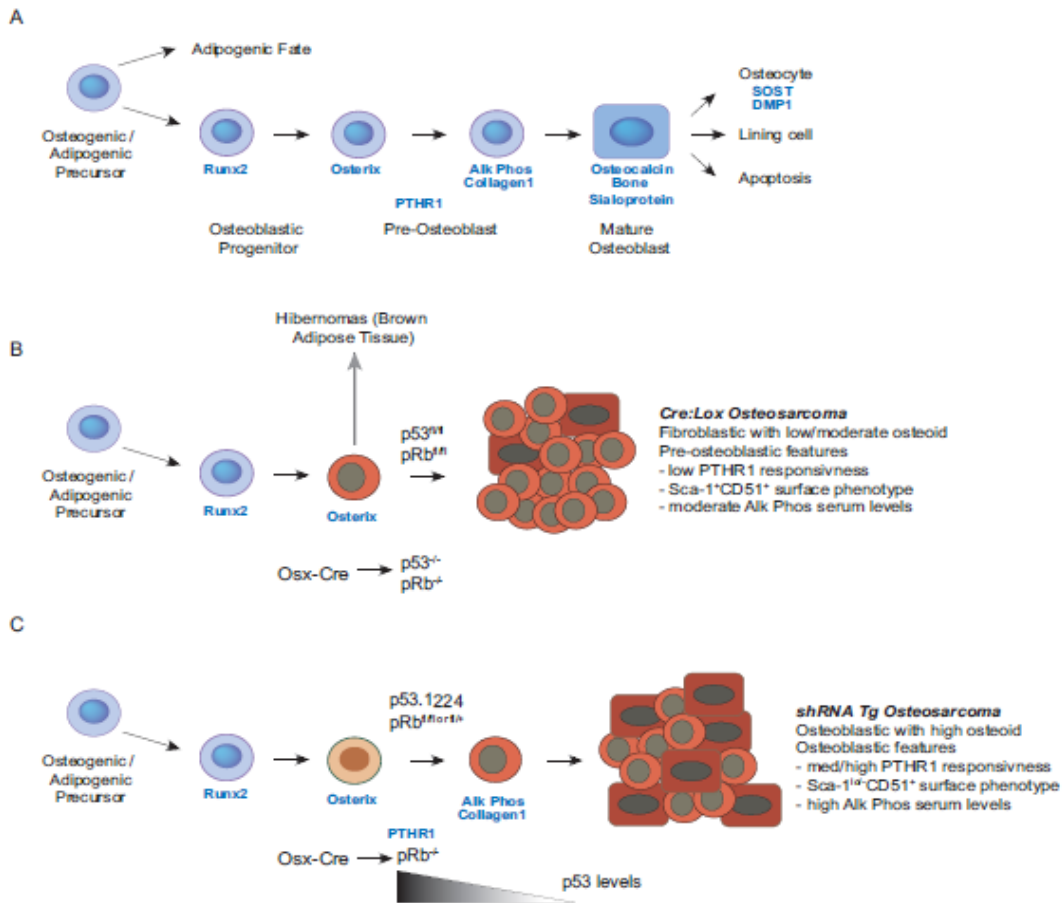 A
Adipogenic Fate
Osteogenic /
Adipogenic
Precursor
Runx2
Osterix
Alk Phos
Collagen1
Osteocalcin
Bone
Sialoprotein
Osteocyte
SOST
DMP1
Lining cell
Apoptosis
PTHR1
Osteoblastic
Progenitor
Pre-Osteoblast
Mature
Osteoblast
B
Hibernomas (Brown
Adipose Tissue)
Osteogenic /
Adipogenic
Precursor
Runx2
Osterix
p53fl/fl
pRbfl/fl
Osx-Cre
p53-/-
pRb-/-
Cre:Lox Osteosarcoma
Fibroblastic with low/moderate osteoid
Pre-osteoblastic features
- low PTHR1 responsivness
- Sca-1+CD51+ surface phenotype
- moderate Alk Phos serum levels
C
Osteogenic /
Adipogenic
Precursor
Runx2
Osterix
p53.1224
pRbfl/fl or fl/+
Alk Phos
Collagen1
PTHR1
Osx-Cre
pRb-/-
p53 levels
shRNA Tg Osteosarcoma
Osteoblastic with high osteoid
Osteoblastic features
- med/high PTHR1 responsivness
- Sca-1lo/-CD51+ surface phenotype
- high Alk Phos serum levels